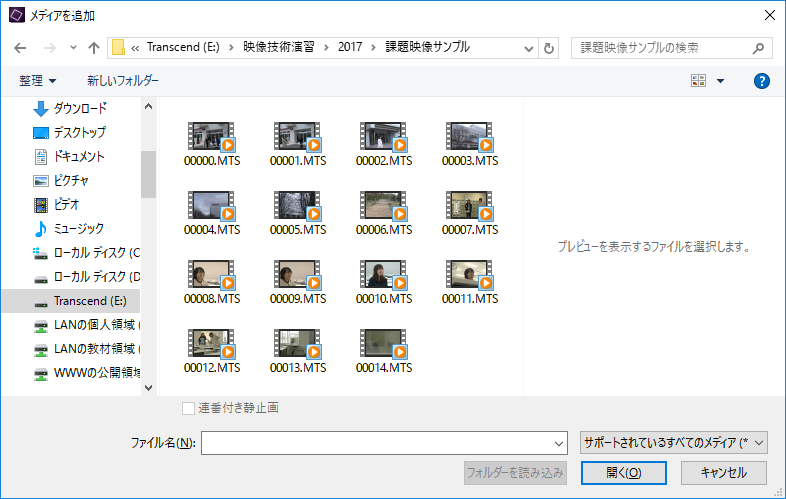 メディアを追加
« Transcend (E:) › 映像技術演習 › 2017 › 課題映像サンプル
課題映像サンプルの検索
整理
新しいフォルダー
ダウンロード
デスクトップ
ドキュメント
ピクチャ
ビデオ
ミュージック
ローカル ディスク (C
ローカル ディスク (D
Transcend (E:)
LANの個人領域 (
LANの教材領域 (
WWWの公開領域
00000.MTS
00001.MTS
00002.MTS
00003.MTS
00004.MTS
00005.MTS
00006.MTS
00007.MTS
00008.MTS
00009.MTS
00010.MTS
00011.MTS
00012.MTS
00013.MTS
00014.MTS
プレビューを表示するファイルを選択します。
連番付き静止画
ファイル名(N):
サポートされているすべてのメディア (*
フォルダーを読み込み
開く(O)
キャンセル